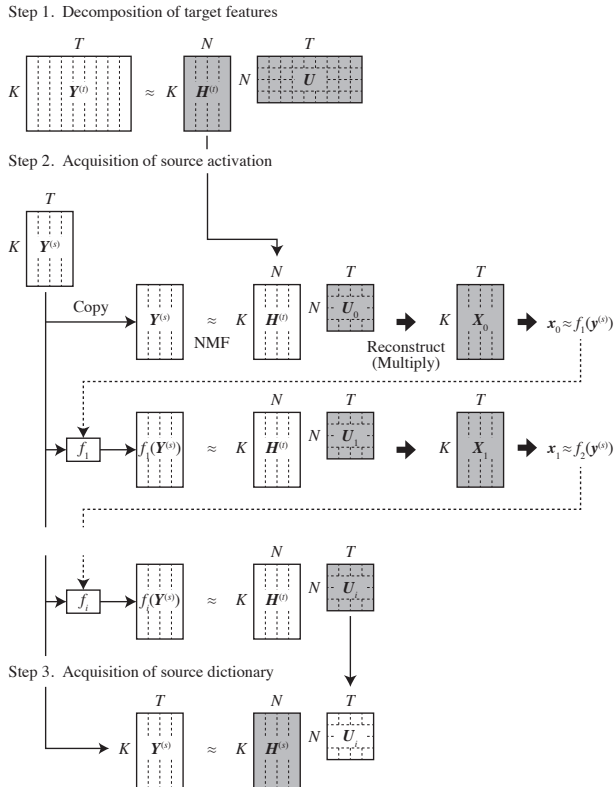 Step 1. Decomposition of target features
T N T
K Y(t) ≈ K H(t) N U
Step 2. Acquisition of source activation
T
K Y(s)
N T T
Copy Y(s) ≈ K H(t) N U0 K X0 x0 ≈ f1(y(s))
NMF Reconstruct
(Multiply)
N T T
f1 f1(Y(s)) ≈ K H(t) N U1 K X1 x1 ≈ f2(y(s))
N T
fi fi(Y(s)) ≈ K H(t) N Ui
Step 3. Acquisition of source dictionary
T N T
K Y(s) ≈ K H(s) N Ui